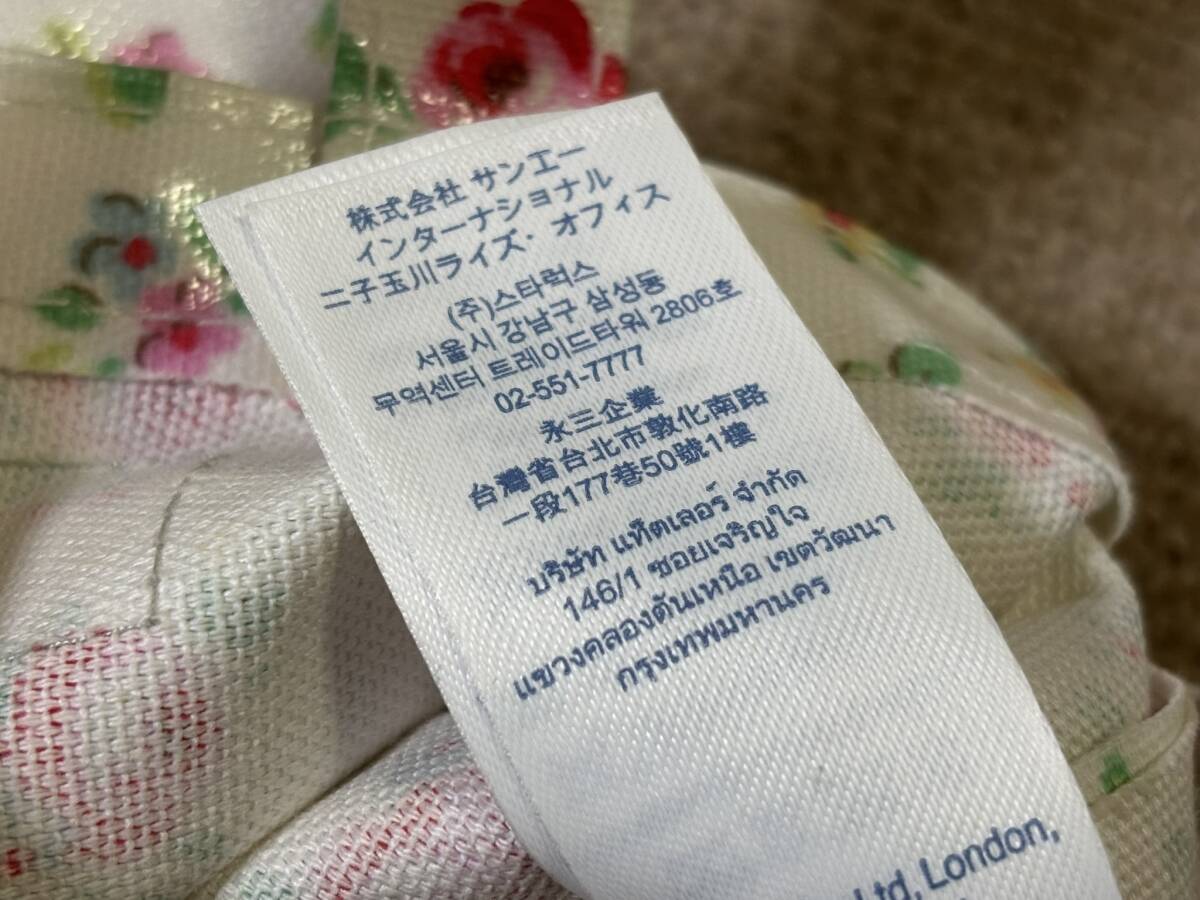 株式会社 サンエー
インターナショナル
二子玉川ライズ・オフィス
(주)스타럭스
서울시 강남구 삼성동
무역센터 트레이드타워 2806호
02-551-7777
永三企業
台灣省台北市敦化南路
一段177巷50號1樓
บริษัท แท็ตเลอร์ จำกัด
146/1 ซอยเจริญใจ
แขวงคลองตันเหนือ เขตวัฒนา
กรุงเทพมหานคร
Ltd, London,